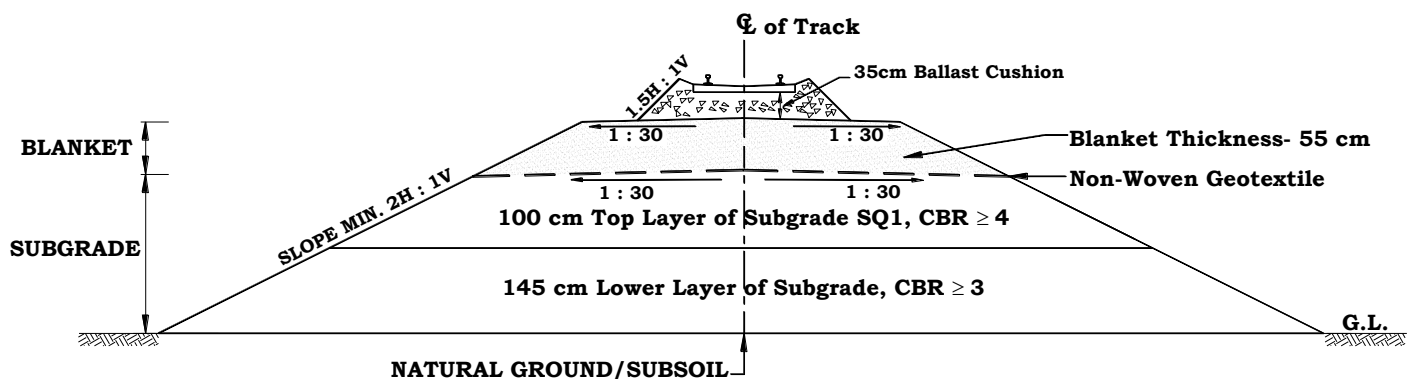 ℄ of Track
35cm Ballast Cushion
1.5H : 1V
1 : 30
1 : 30
BLANKET
Blanket Thickness- 55 cm
Non-Woven Geotextile
1 : 30
1 : 30
SLOPE MIN. 2H : 1V
100 cm Top Layer of Subgrade SQ1, CBR ≥ 4
SUBGRADE
145 cm Lower Layer of Subgrade, CBR ≥ 3
G.L.
NATURAL GROUND/SUBSOIL